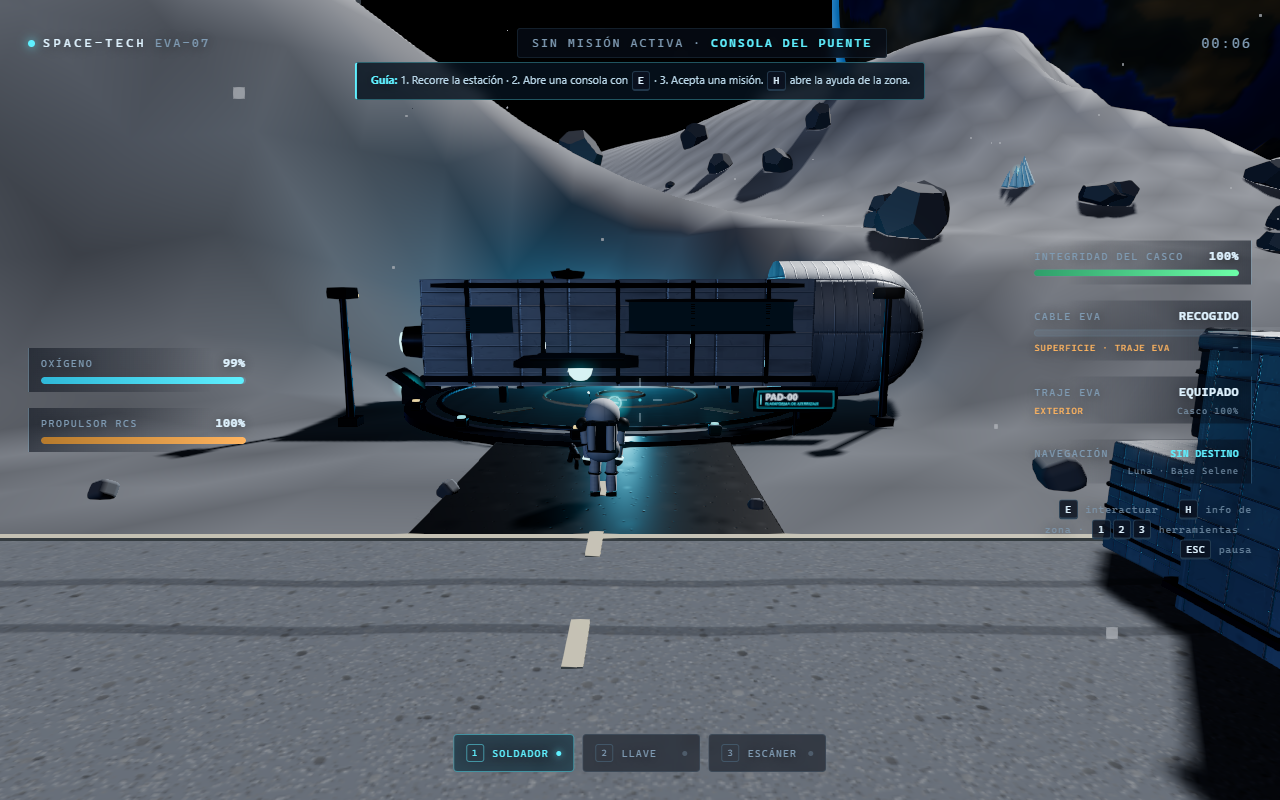 SPACE-TECH EVA-07
SIN MISIÓN ACTIVA · CONSOLA DEL PUENTE
00:06
Guía: 1. Recorre la estación · 2. Abre una consola con E · 3. Acepta una misión. H abre la ayuda de la zona.
INTEGRIDAD DEL CASCO 100%
CABLE EVA RECOGIDO
SUPERFICIE · TRAJE EVA —
OXÍGENO 99%
TRAJE EVA EQUIPADO
EXTERIOR Casco 100%
PROPULSOR RCS 100%
NAVEGACIÓN SIN DESTINO
Luna · Base Selene
PAD-00
E interactuar · H info de
zona · 1 2 3 herramientas ·
ESC pausa
1 SOLDADOR
2 LLAVE
3 ESCÁNER